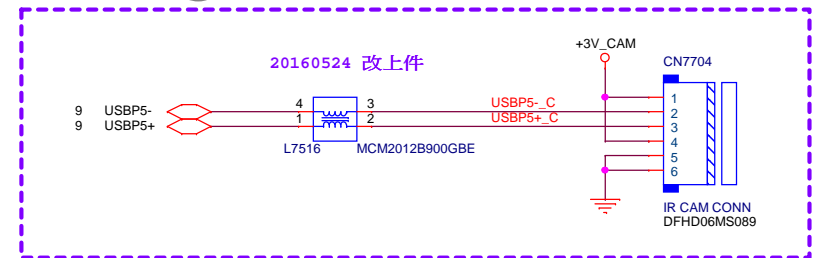 +3V_CAM
20160524 改上件
CN7704
9 USBP5- 4 3 USBP5-_C 1
9 USBP5+ 1 2 USBP5+_C 2
3
4
5
6
L7516 MCM2012B900GBE
IR CAM CONN
DFHD06MS089